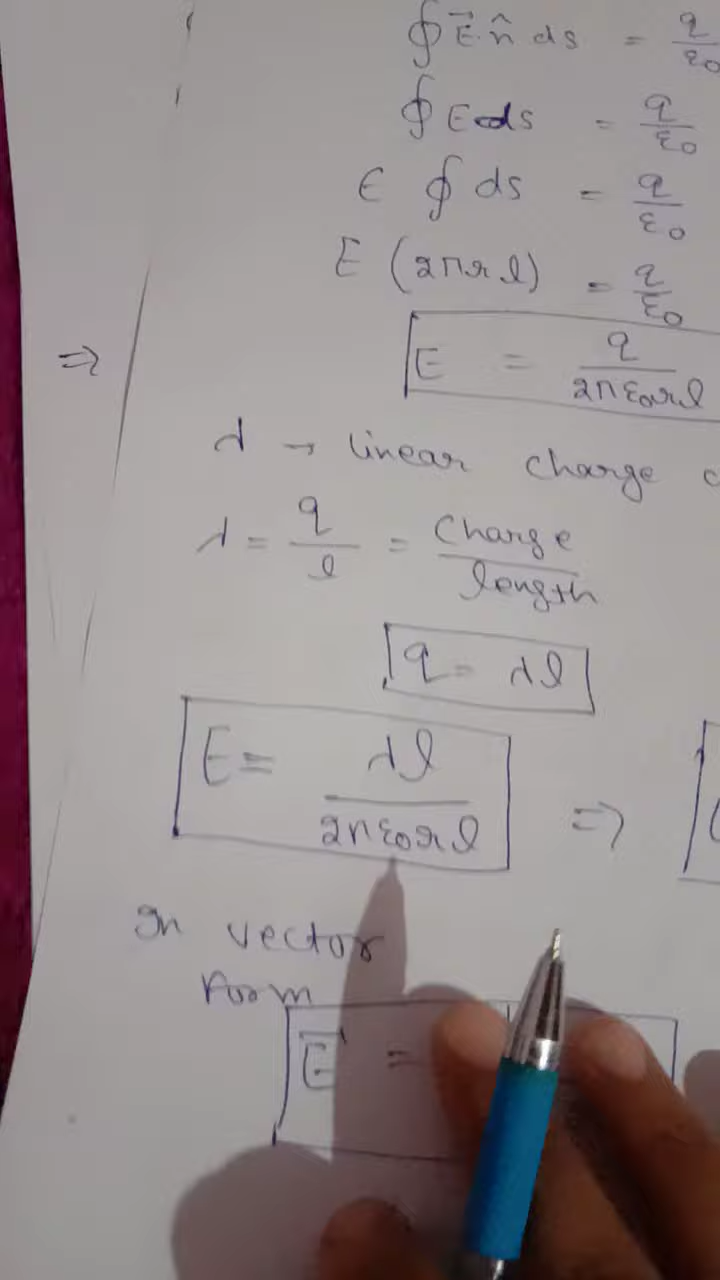 ∮ E⃗.n̂ ds = q/ε0
∮ E ds = q/ε0
E ∮ ds = q/ε0
E (2πrl) = q/ε0
⇒ E = q/2πε0rl
λ → linear charge
λ = q/l = Charge/length
q = λl
E = λl/2πε0rl ⇒
In vector
form
E⃗ =